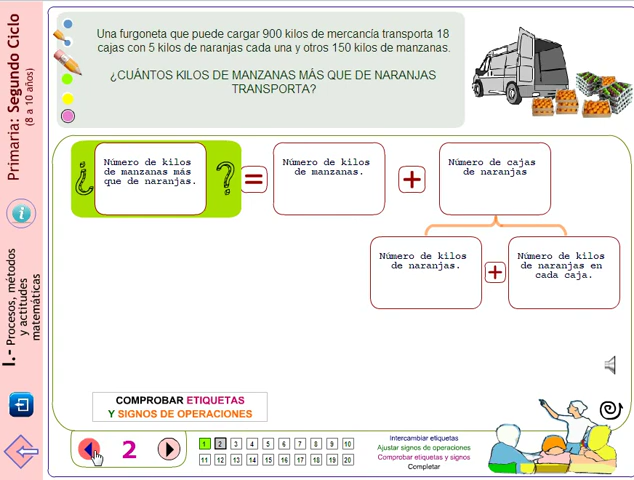 Una furgoneta que puede cargar 900 kilos de mercancía transporta 18
cajas con 5 kilos de naranjas cada una y otros 150 kilos de manzanas.
¿CUÁNTOS KILOS DE MANZANAS MÁS QUE DE NARANJAS
TRANSPORTA?
Primaria: Segundo Ciclo
(8 a 10 años)
i
I.- Procesos, métodos
y actitudes
matemáticas
¿
Número de kilos
de manzanas más
que de naranjas.
?
=
Número de kilos
de manzanas.
+
Número de cajas
de naranjas
Número de kilos
de naranjas.
+
Número de kilos
de naranjas en
cada caja.
COMPROBAR ETIQUETAS
Y SIGNOS DE OPERACIONES
2
1 2 3 4 5 6 7 8 9 10
11 12 13 14 15 16 17 18 19 20
Intercambiar etiquetas
Ajustar signos de operaciones
Comprobar etiquetas y signos
Completar